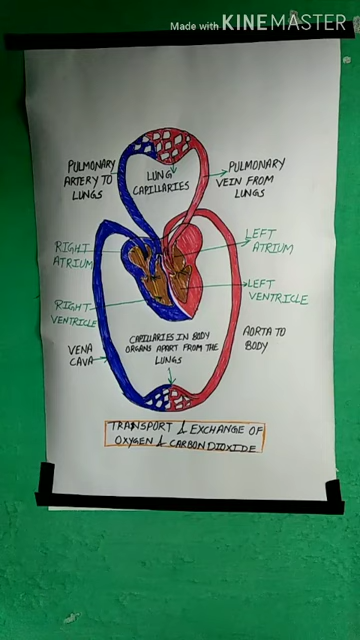 Made with KINEMASTER
PULMONARY
ARTERY TO
LUNGS
LUNG
CAPILLARIES
PULMONARY
VEIN FROM
LUNGS
RIGHT
ATRIUM
LEFT
ATRIUM
LEFT
VENTRICLE
RIGHT
VENTRICLE
CAPILLARIES IN BODY
ORGANS APART FROM THE
LUNGS
VENA
CAVA
AORTA TO
BODY
TRANSPORT & EXCHANGE OF
OXYGEN & CARBONDIOXIDE